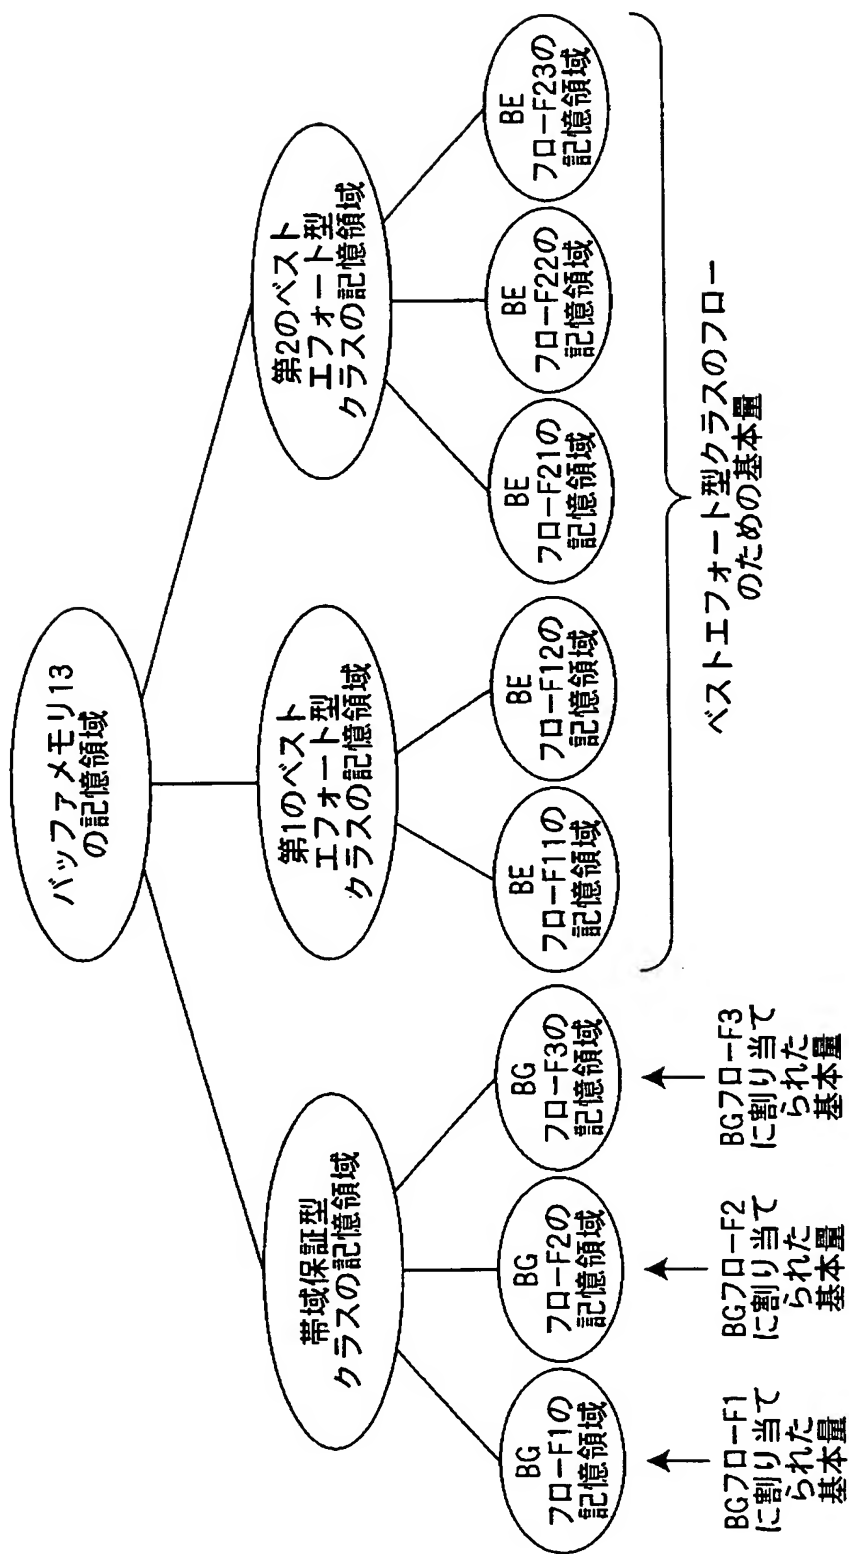 バッファメモリ13
の記憶領域
帯域保証型
クラスの記憶領域
第1のベスト
エフォート型
クラスの記憶領域
第2のベスト
エフォート型
クラスの記憶領域
BG
フローF1の
記憶領域
BG
フローF2の
記憶領域
BG
フローF3の
記憶領域
BE
フローF11の
記憶領域
BE
フローF12の
記憶領域
BE
フローF21の
記憶領域
BE
フローF22の
記憶領域
BE
フローF23の
記憶領域
BGフローF1
に割り当て
られた
基本量
BGフローF2
に割り当て
られた
基本量
BGフローF3
に割り当て
られた
基本量
ベストエフォート型クラスのフロー
のための基本量